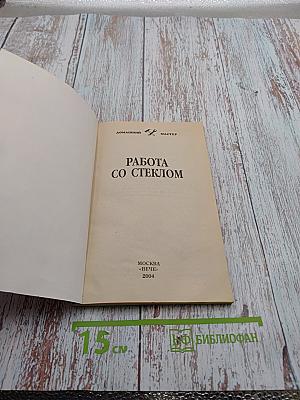 ДОМАШНИЙ МАСТЕР
РАБОТА
СО СТЕКЛОМ
МОСКВА
«ВЕЧЕ»
2004
15 см
БИБЛИОФАН